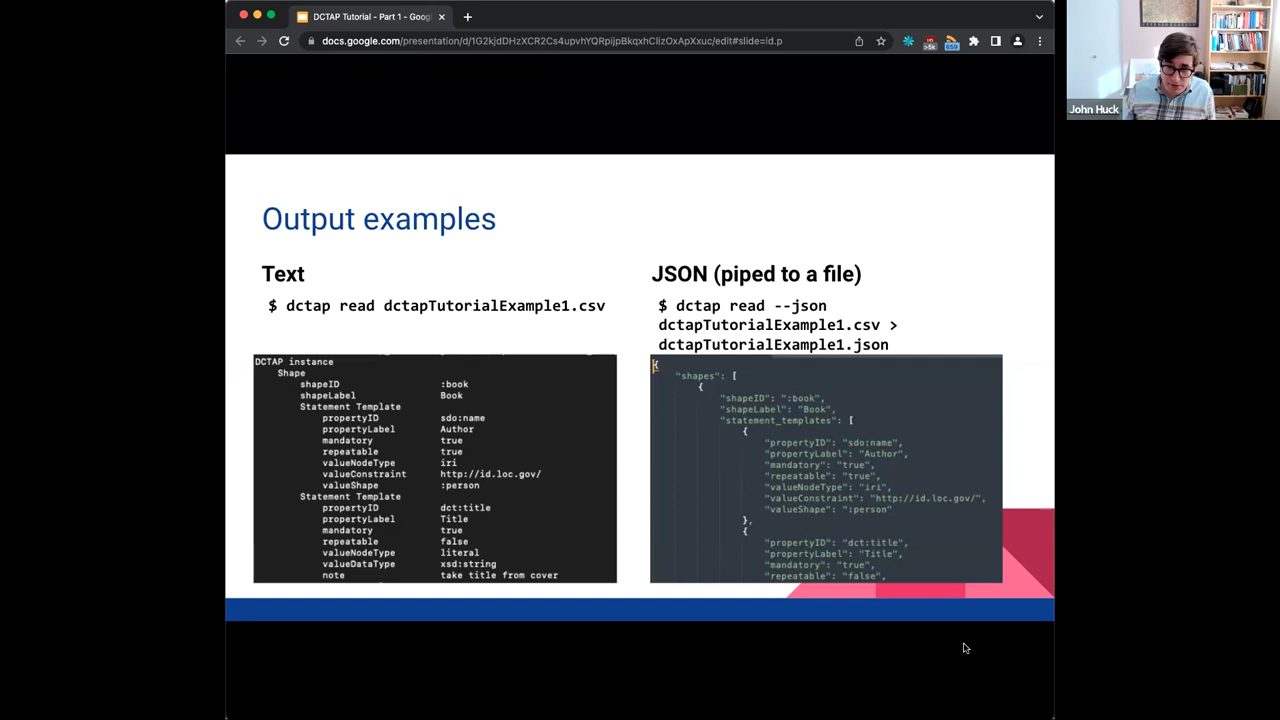 DCTAP Tutorial - Part 1 - Goog
docs.google.com/presentation/d/1G2kjdDHzXCR2Cs4upvhYQRpijpBkqxhClizOxApXxuc/edit#slide=id.p
>5k
659
John Huck
Output examples
Text
$ dctap read dctapTutorialExample1.csv
DCTAP instance
Shape
shapeID :book
shapeLabel Book
Statement Template
propertyID sdo:name
propertyLabel Author
mandatory true
repeatable true
valueNodeType iri
valueConstraint http://id.loc.gov/
valueShape :person
Statement Template
propertyID dct:title
propertyLabel Title
mandatory true
repeatable false
valueNodeType literal
valueDataType xsd:string
note take title from cover
JSON (piped to a file)
$ dctap read --json
dctapTutorialExample1.csv >
dctapTutorialExample1.json
{
"shapes": [
{
"shapeID": ":book",
"shapeLabel": "Book",
"statement_templates": [
{
"propertyID": "sdo:name",
"propertyLabel": "Author",
"mandatory": "true",
"repeatable": "true",
"valueNodeType": "iri",
"valueConstraint": "http://id.loc.gov/",
"valueShape": ":person"
},
{
"propertyID": "dct:title",
"propertyLabel": "Title",
"mandatory": "true",
"repeatable": "false",